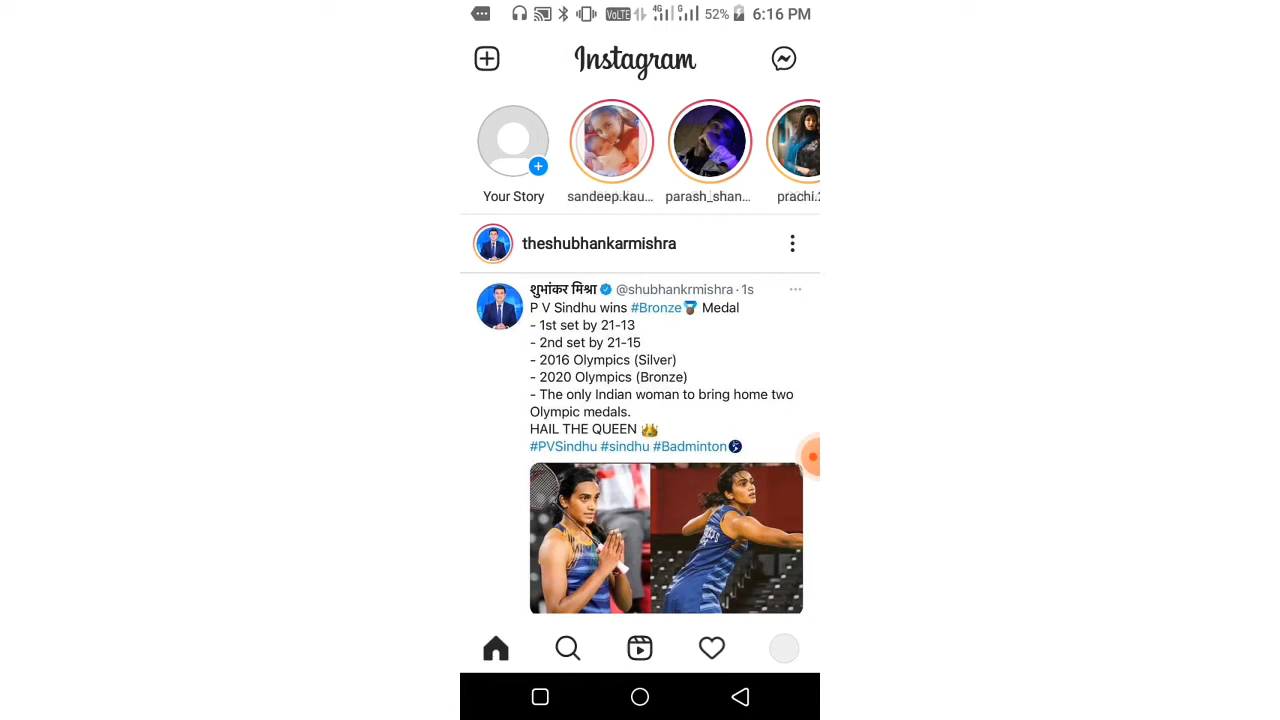 VoLTE 4G G 52% 6:16 PM
Instagram
Your Story sandeep.kau... parash_shan... prachi.
theshubhankarmishra
शुभांकर मिश्रा @shubhankrmishra · 1s
P V Sindhu wins #Bronze Medal
- 1st set by 21-13
- 2nd set by 21-15
- 2016 Olympics (Silver)
- 2020 Olympics (Bronze)
- The only Indian woman to bring home two
Olympic medals.
HAIL THE QUEEN
#PVSindhu #sindhu #Badminton